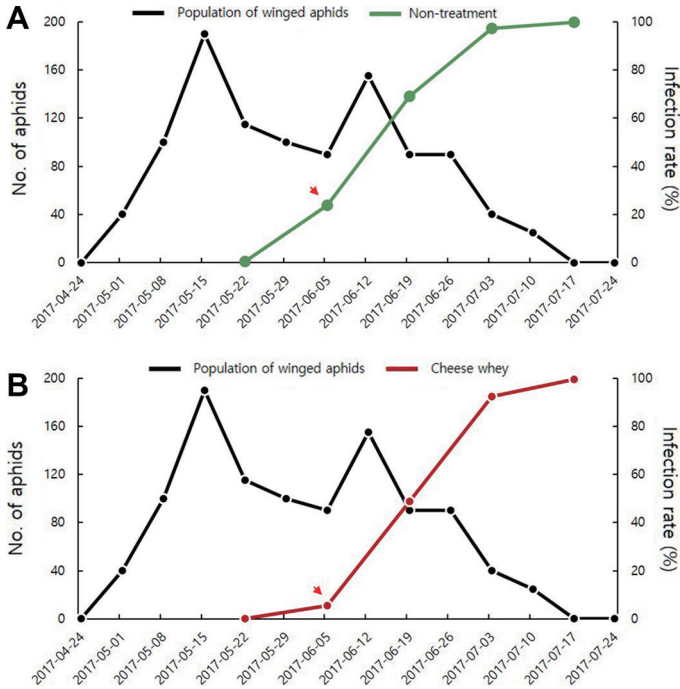 A
Population of winged aphids Non-treatment
200 100
160 80
120 60
80 40
40 20
0 0
No. of aphids
Infection rate (%)
2017-04-24 2017-05-01 2017-05-08 2017-05-15 2017-05-22 2017-05-29 2017-06-05 2017-06-12 2017-06-19 2017-06-26 2017-07-03 2017-07-10 2017-07-17 2017-07-24
B
Population of winged aphids Cheese whey
200 100
160 80
120 60
80 40
40 20
0 0
No. of aphids
Infection rate (%)
2017-04-24 2017-05-01 2017-05-08 2017-05-15 2017-05-22 2017-05-29 2017-06-05 2017-06-12 2017-06-19 2017-06-26 2017-07-03 2017-07-10 2017-07-17 2017-07-24